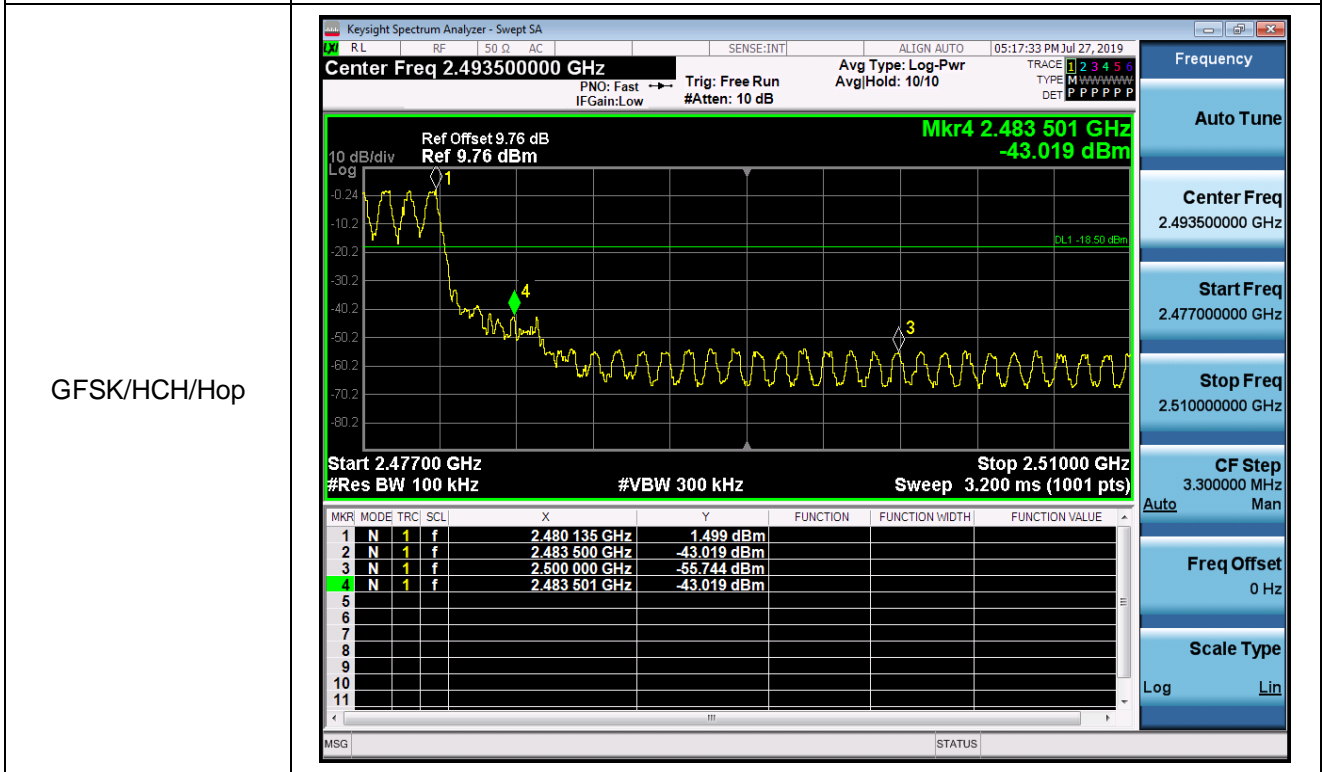 GFSK/HCH/Hop
Keysight Spectrum Analyzer - Swept SA
LXI RL RF 50 Ω AC SENSE:INT ALIGN AUTO 05:17:33 PM Jul 27, 2019
Center Freq 2.493500000 GHz
PNO: Fast
IFGain:Low
Trig: Free Run
#Atten: 10 dB
Avg Type: Log-Pwr
Avg|Hold: 10/10
TRACE 1 2 3 4 5 6
TYPE M W W W W W
DET P P P P P P
Mkr4 2.483 501 GHz
-43.019 dBm
Ref Offset 9.76 dB
10 dB/div Ref 9.76 dBm
Log
-0.24
-10.2
-20.2
-30.2
-40.2
-50.2
-60.2
-70.2
-80.2
1
4
3
DL1 -18.50 dBm
Start 2.47700 GHz Stop 2.51000 GHz
#Res BW 100 kHz #VBW 300 kHz Sweep 3.200 ms (1001 pts)
MKR MODE TRC SCL X Y FUNCTION FUNCTION WIDTH FUNCTION VALUE
1 N 1 f 2.480 135 GHz 1.499 dBm
2 N 1 f 2.483 500 GHz -43.019 dBm
3 N 1 f 2.500 000 GHz -55.744 dBm
4 N 1 f 2.483 501 GHz -43.019 dBm
5
6
7
8
9
10
11
MSG STATUS
Frequency
Auto Tune
Center Freq
2.493500000 GHz
Start Freq
2.477000000 GHz
Stop Freq
2.510000000 GHz
CF Step
3.300000 MHz
Auto Man
Freq Offset
0 Hz
Scale Type
Log Lin